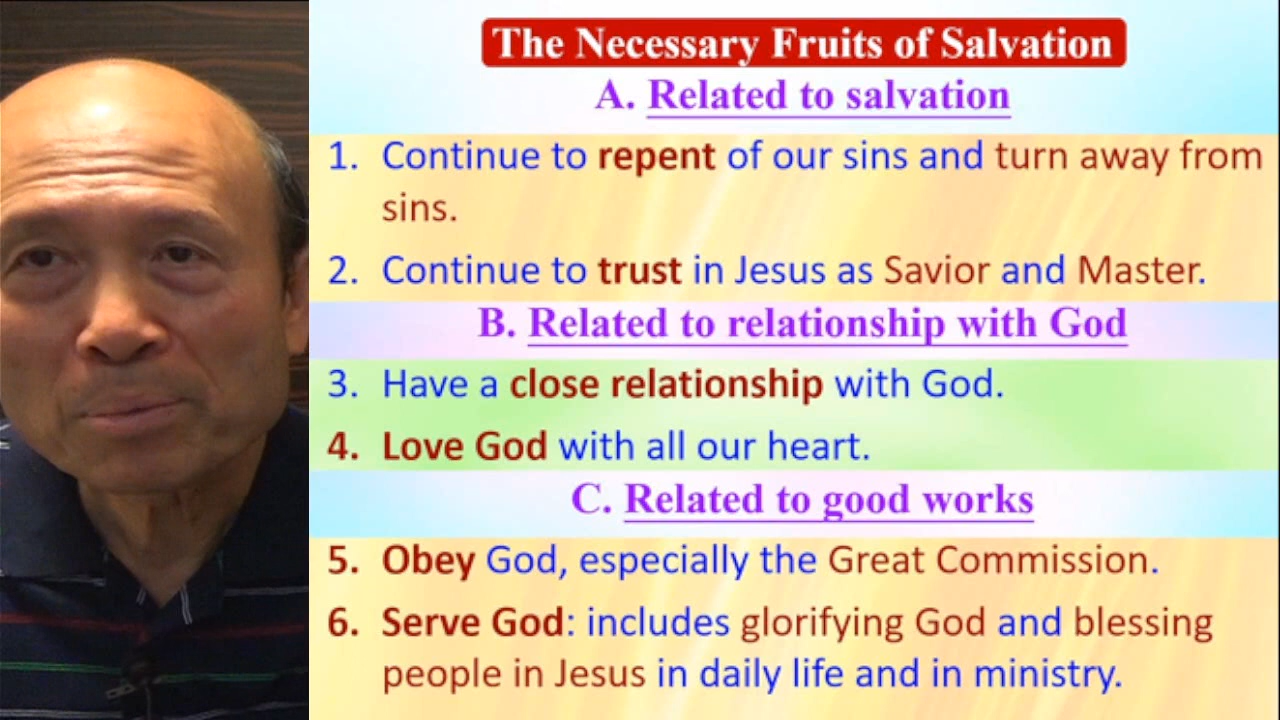 The Necessary Fruits of Salvation
A. Related to salvation
1. Continue to repent of our sins and turn away from
sins.
2. Continue to trust in Jesus as Savior and Master.
B. Related to relationship with God
3. Have a close relationship with God.
4. Love God with all our heart.
C. Related to good works
5. Obey God, especially the Great Commission.
6. Serve God: includes glorifying God and blessing
people in Jesus in daily life and in ministry.